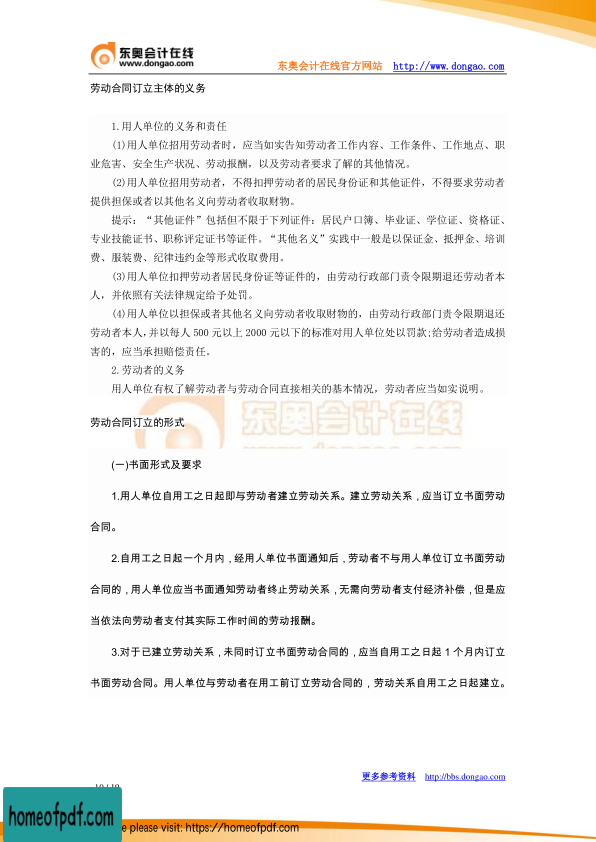 东奥会计在线
www.dongao.com
东奥会计在线官方网站 http://www.dongao.com
劳动合同订立主体的义务
1.用人单位的义务和责任
(1)用人单位招用劳动者时，应当如实告知劳动者工作内容、工作条件、工作地点、职
业危害、安全生产状况、劳动报酬，以及劳动者要求了解的其他情况。
(2)用人单位招用劳动者，不得扣押劳动者的居民身份证和其他证件，不得要求劳动者
提供担保或者以其他名义向劳动者收取财物。
提示：“其他证件”包括但不限于下列证件：居民户口簿、毕业证、学位证、资格证、
专业技能证书、职称评定证书等证件。“其他名义”实践中一般是以保证金、抵押金、培训
费、服装费、纪律违约金等形式收取费用。
(3)用人单位扣押劳动者居民身份证等证件的，由劳动行政部门责令限期退还劳动者本
人，并依照有关法律规定给予处罚。
(4)用人单位以担保或者其他名义向劳动者收取财物的，由劳动行政部门责令限期退还
劳动者本人,并以每人 500 元以上 2000 元以下的标准对用人单位处以罚款;给劳动者造成损
害的，应当承担赔偿责任。
2.劳动者的义务
用人单位有权了解劳动者与劳动合同直接相关的基本情况，劳动者应当如实说明。
东奥会计在线
www.dongao.com
劳动合同订立的形式
(一)书面形式及要求
1.用人单位自用工之日起即与劳动者建立劳动关系。建立劳动关系，应当订立书面劳动
合同。
2.自用工之日起一个月内，经用人单位书面通知后，劳动者不与用人单位订立书面劳动
合同的，用人单位应当书面通知劳动者终止劳动关系，无需向劳动者支付经济补偿，但是应
当依法向劳动者支付其实际工作时间的劳动报酬。
3.对于已建立劳动关系，未同时订立书面劳动合同的，应当自用工之日起 1 个月内订立
书面劳动合同。用人单位与劳动者在用工前订立劳动合同的，劳动关系自用工之日起建立。
更多参考资料 http://bbs.dongao.com
homeofpdf.com
e please visit: https://homeofpdf.com